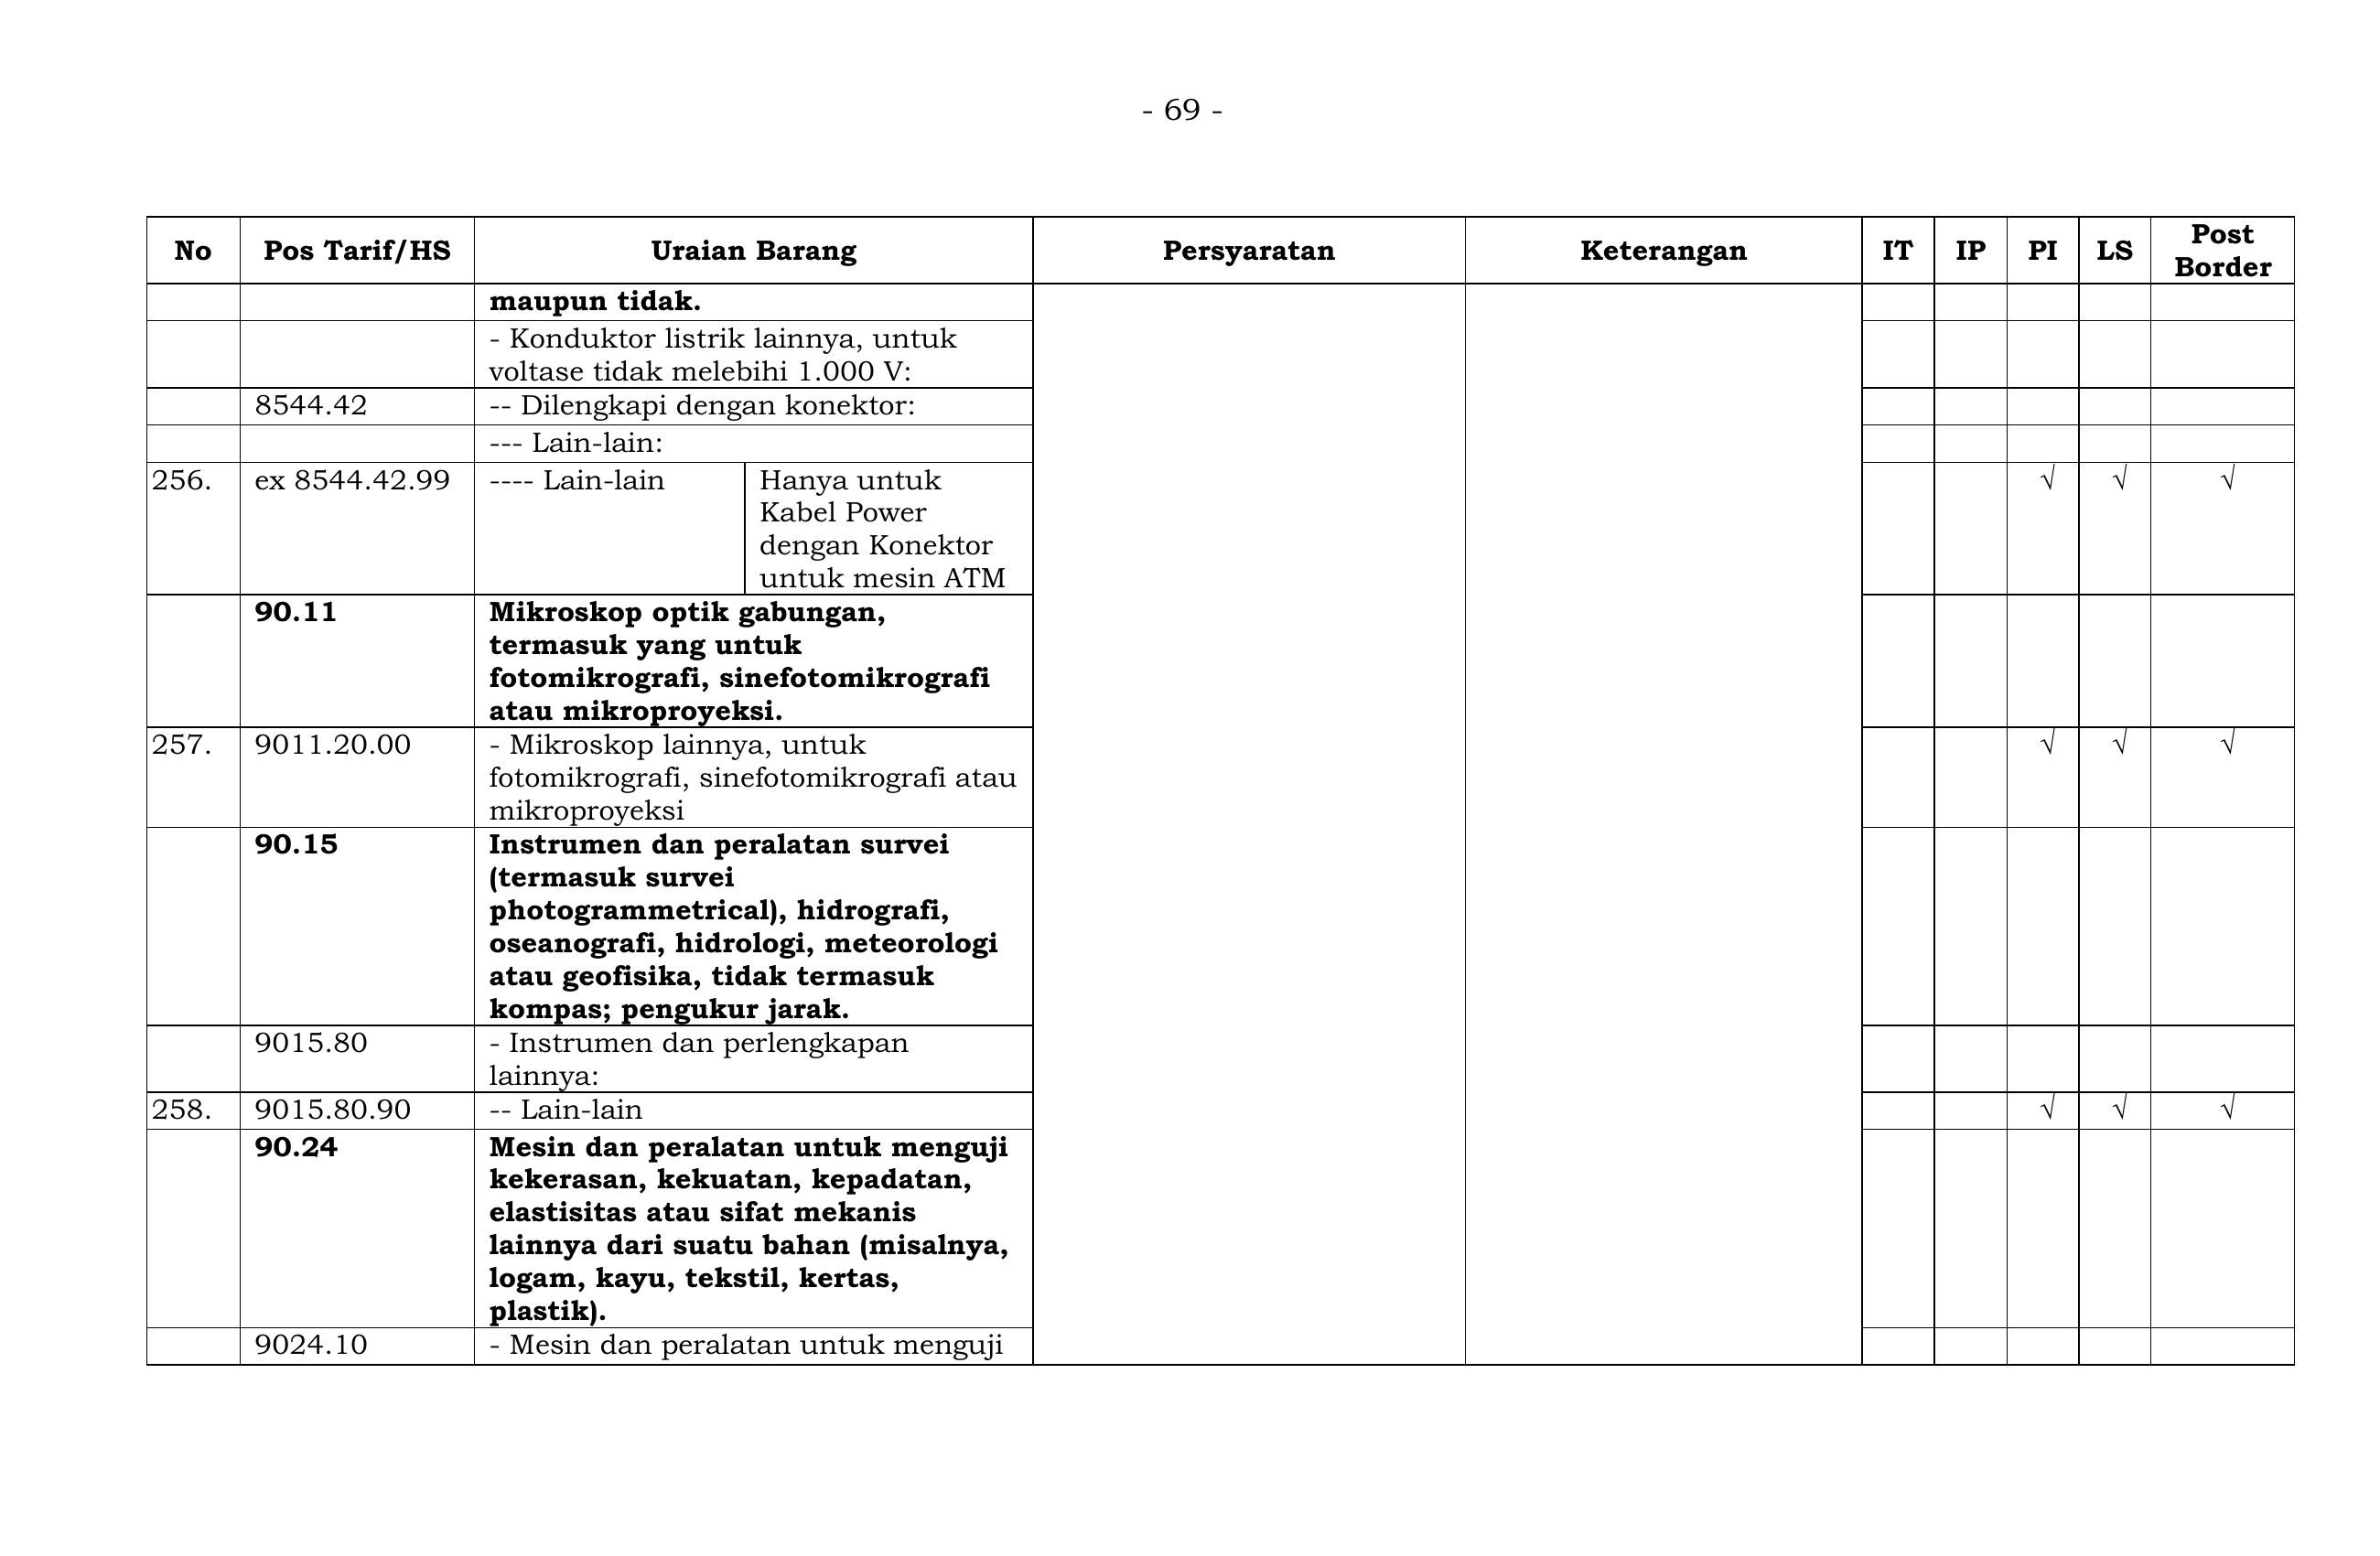 - 69 -
No Pos Tarif/HS Uraian Barang Persyaratan Keterangan IT IP PI LS Post Border
maupun tidak.
- Konduktor listrik lainnya, untuk
voltase tidak melebihi 1.000 V:
8544.42 -- Dilengkapi dengan konektor:
--- Lain-lain:
256. ex 8544.42.99 ---- Lain-lain Hanya untuk √ √ √
Kabel Power
dengan Konektor
untuk mesin ATM
90.11 Mikroskop optik gabungan,
termasuk yang untuk
fotomikrografi, sinefotomikrografi
atau mikroproyeksi.
257. 9011.20.00 - Mikroskop lainnya, untuk √ √ √
fotomikrografi, sinefotomikrografi atau
mikroproyeksi
90.15 Instrumen dan peralatan survei
(termasuk survei
photogrammetrical), hidrografi,
oseanografi, hidrologi, meteorologi
atau geofisika, tidak termasuk
kompas; pengukur jarak.
9015.80 - Instrumen dan perlengkapan
lainnya:
258. 9015.80.90 -- Lain-lain √ √ √
90.24 Mesin dan peralatan untuk menguji
kekerasan, kekuatan, kepadatan,
elastisitas atau sifat mekanis
lainnya dari suatu bahan (misalnya,
logam, kayu, tekstil, kertas,
plastik).
9024.10 - Mesin dan peralatan untuk menguji